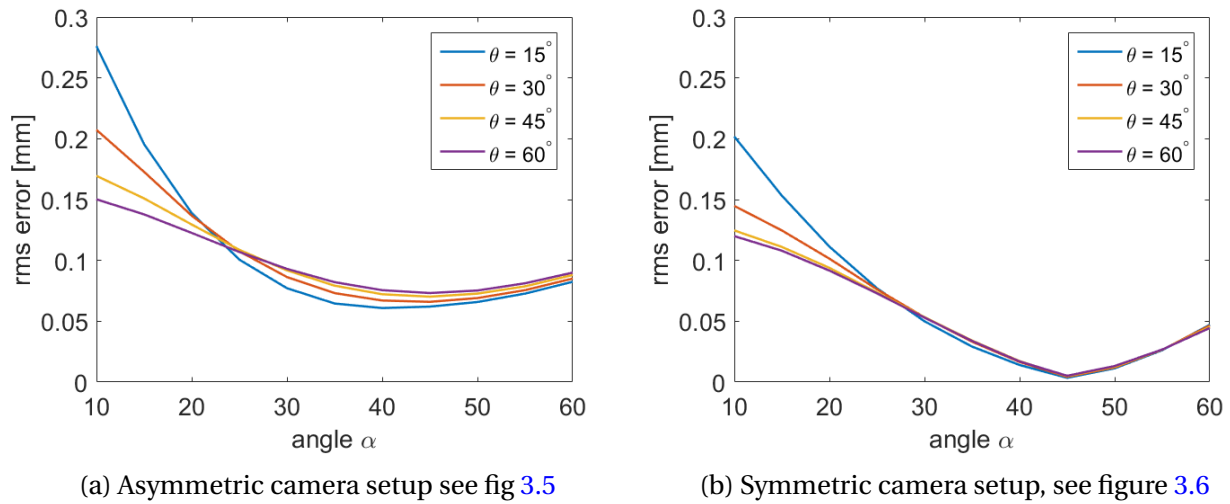 0.3
0.25
0.2
0.15
0.1
0.05
0
rms error [mm]
θ = 15°
θ = 30°
θ = 45°
θ = 60°
10 20 30 40 50 60
angle α
(a) Asymmetric camera setup see fig 3.5
0.3
0.25
0.2
0.15
0.1
0.05
0
rms error [mm]
θ = 15°
θ = 30°
θ = 45°
θ = 60°
10 20 30 40 50 60
angle α
(b) Symmetric camera setup, see figure 3.6